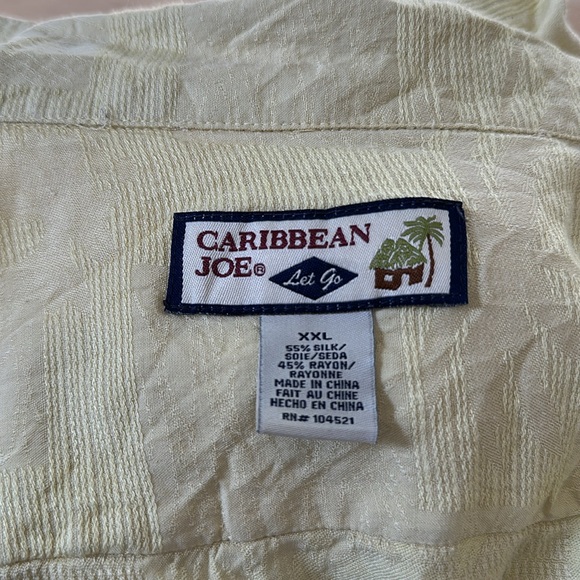 CARIBBEAN
JOE®
Let Go
XXL
55% SILK/
SOIE/SEDA
45% RAYON/
RAYONNE
MADE IN CHINA
FAIT AU CHINE
HECHO EN CHINA
RN# 104521